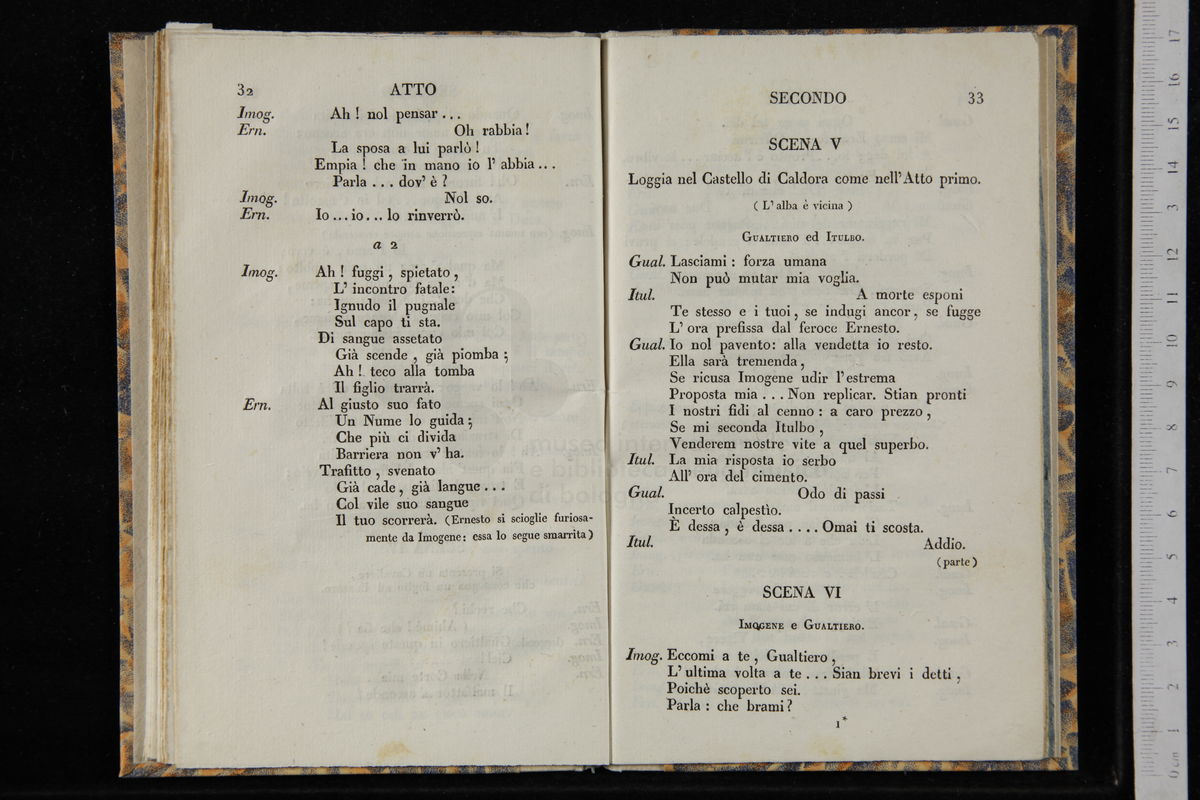 32 ATTO
Imog. Ah ! nol pensar . . .
Ern. Oh rabbia !
La sposa a lui parlò !
Empia ! che in mano io l' abbia . . .
Parla . . . dov' è ?
Imog. Nol so.
Ern. Io ... io ... lo rinverrò.
a 2
Imog. Ah ! fuggi , spietato ,
L' incontro fatale :
Ignudo il pugnale
Sul capo ti sta.
Di sangue assetato
Già scende , già piomba ;
Ah ! teco alla tomba
Il figlio trarrà.
Ern. Al giusto suo fato
Un Nume lo guida ;
Che più ci divida
Barriera non v' ha.
Trafitto , svenato
Già cade , già langue . . .
Col vile suo sangue
Il tuo scorrerà. (Ernesto si scioglie furiosa-
mente da Imogene: essa lo segue smarrita)
SECONDO 33
SCENA V
Loggia nel Castello di Caldora come nell'Atto primo.
( L' alba è vicina )
GUALTIERO ed ITULBO.
Gual. Lasciami : forza umana
Non può mutar mia voglia.
Itul. A morte esponi
Te stesso e i tuoi , se indugi ancor , se fugge
L' ora prefissa dal feroce Ernesto.
Gual. Io nol pavento: alla vendetta io resto.
Ella sarà tremenda ,
Se ricusa Imogene udir l'estrema
Proposta mia . . . Non replicar. Stian pronti
I nostri fidi al cenno : a caro prezzo ,
Se mi seconda Itulbo ,
Venderem nostre vite a quel superbo.
Itul. La mia risposta io serbo
All' ora del cimento.
Gual. Odo di passi
Incerto calpestìo.
È dessa , è dessa . . . . Omai ti scosta.
Itul. Addio.
(parte)
SCENA VI
IMOGENE e GUALTIERO.
Imog. Eccomi a te , Gualtiero ,
L' ultima volta a te . . . Sian brevi i detti ,
Poichè scoperto sei.
Parla : che brami ?
1*